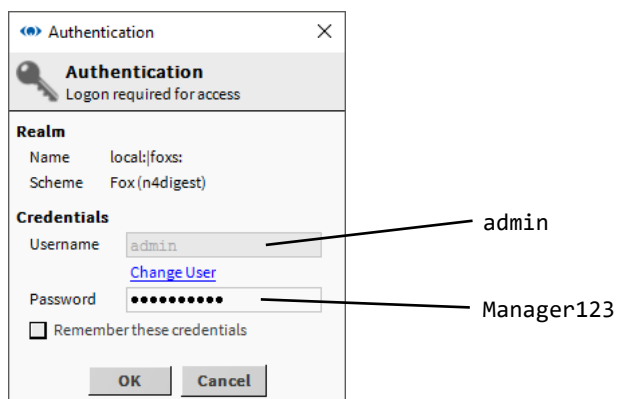 Authentication
Authentication
Logon required for access
Realm
Name local:|foxs:
Scheme Fox (n4digest)
Credentials
Username admin
admin
Change User
Password ●●●●●●●●●●
Manager123
Remember these credentials
OK Cancel